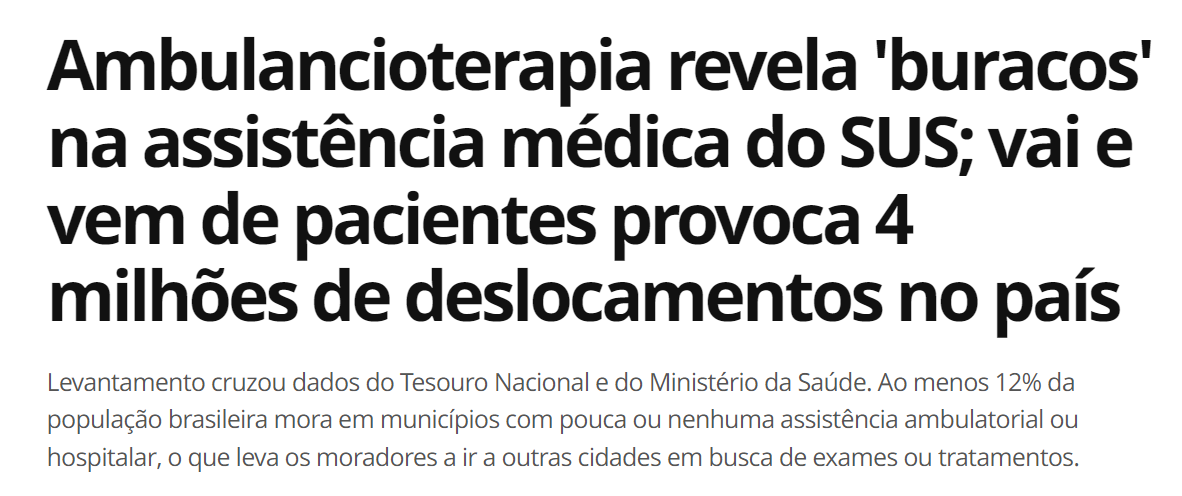 Ambulancioterapia revela 'buracos'
na assistência médica do SUS; vai e
vem de pacientes provoca 4
milhões de deslocamentos no país
Levantamento cruzou dados do Tesouro Nacional e do Ministério da Saúde. Ao menos 12% da
população brasileira mora em municípios com pouca ou nenhuma assistência ambulatorial ou
hospitalar, o que leva os moradores a ir a outras cidades em busca de exames ou tratamentos.